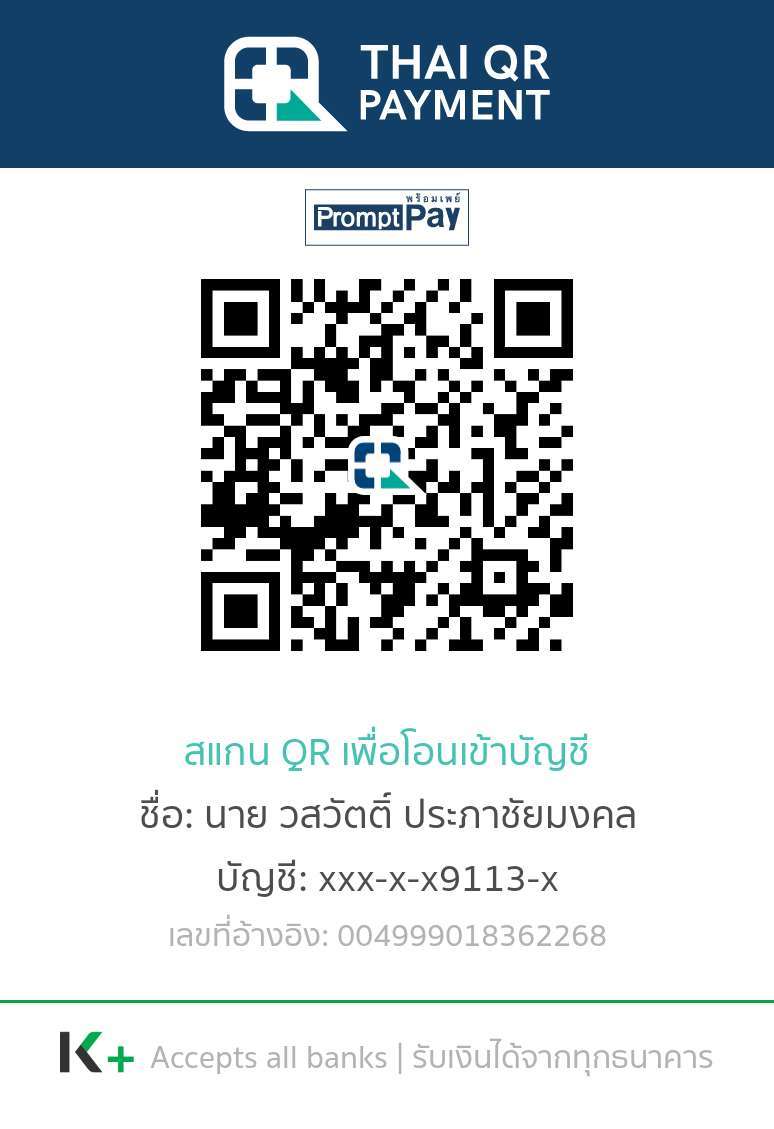 THAI QR
PAYMENT
พร้อมเพย์
PromptPay
สแกน QR เพื่อโอนเข้าบัญชี
ชื่อ: นาย วสวัตติ์ ประภาชัยมงคล
บัญชี: xxx-x-x9113-x
เลขที่อ้างอิง: 004999018362268
K+ Accepts all banks | รับเงินได้จากทุกธนาคาร